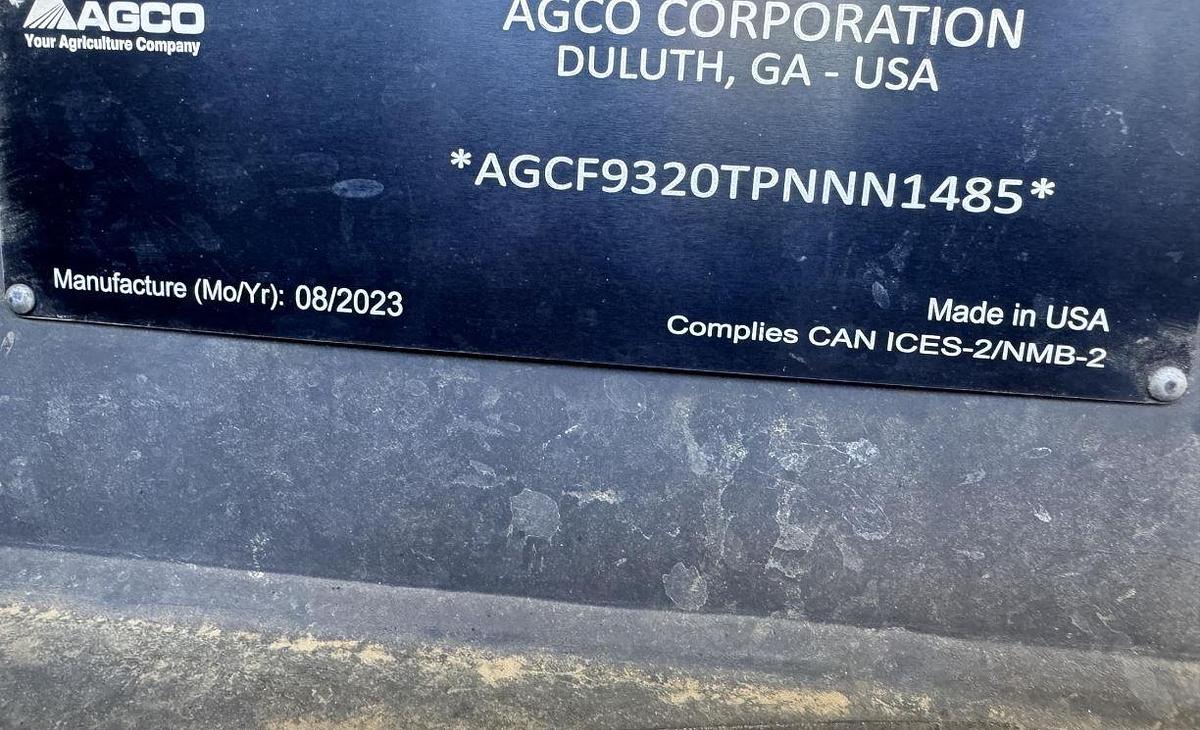 AGCO
Your Agriculture Company
AGCO CORPORATION
DULUTH, GA - USA
*AGCF9320TPNNN1485*
Manufacture (Mo/Yr): 08/2023
Made in USA
Complies CAN ICES-2/NMB-2